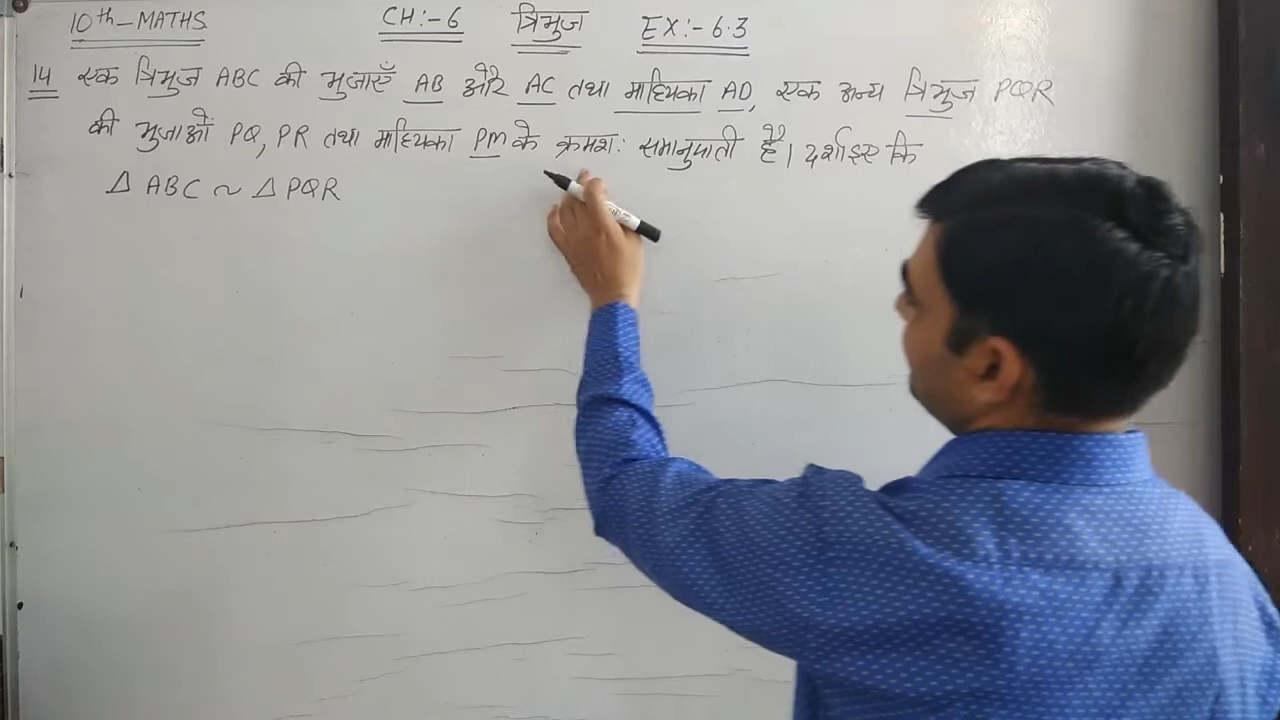 10th-MATHS CH:-6 त्रिभुज EX:-6.3
14 एक त्रिभुज ABC की भुजाएँ AB और AC तथा माध्यिका AD, एक अन्य त्रिभुज PQR
की भुजाओं PQ, PR तथा माध्यिका PM के क्रमशः समानुपाती हैं। दर्शाइए कि
Δ ABC ~ Δ PQR